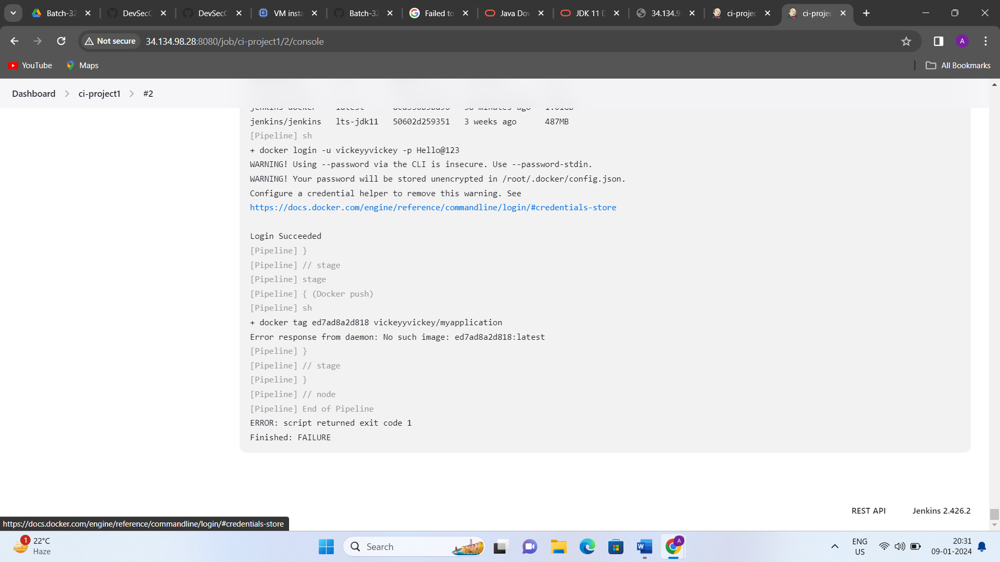 Batch-32
DevSecO
DevSecO
VM insta
Batch-32
Failed to
Java Dow
JDK 11 D
34.134.9
ci-projec
ci-projec
Not secure
34.134.98.28:8080/job/ci-project1/2/console
A
YouTube
Maps
All Bookmarks
Dashboard > ci-project1 > #2
jenkins/jenkins lts-jdk11 50602d259351 3 weeks ago 487MB
[Pipeline] sh
+ docker login -u vickeyyvickey -p Hello@123
WARNING! Using --password via the CLI is insecure. Use --password-stdin.
WARNING! Your password will be stored unencrypted in /root/.docker/config.json.
Configure a credential helper to remove this warning. See
https://docs.docker.com/engine/reference/commandline/login/#credentials-store
Login Succeeded
[Pipeline] }
[Pipeline] // stage
[Pipeline] stage
[Pipeline] { (Docker push)
[Pipeline] sh
+ docker tag ed7ad8a2d818 vickeyyvickey/myapplication
Error response from daemon: No such image: ed7ad8a2d818:latest
[Pipeline] }
[Pipeline] // stage
[Pipeline] }
[Pipeline] // node
[Pipeline] End of Pipeline
ERROR: script returned exit code 1
Finished: FAILURE
REST API
Jenkins 2.426.2
https://docs.docker.com/engine/reference/commandline/login/#credentials-store
1
22°C
Haze
Search
W
A
ENG
US
20:31
09-01-2024